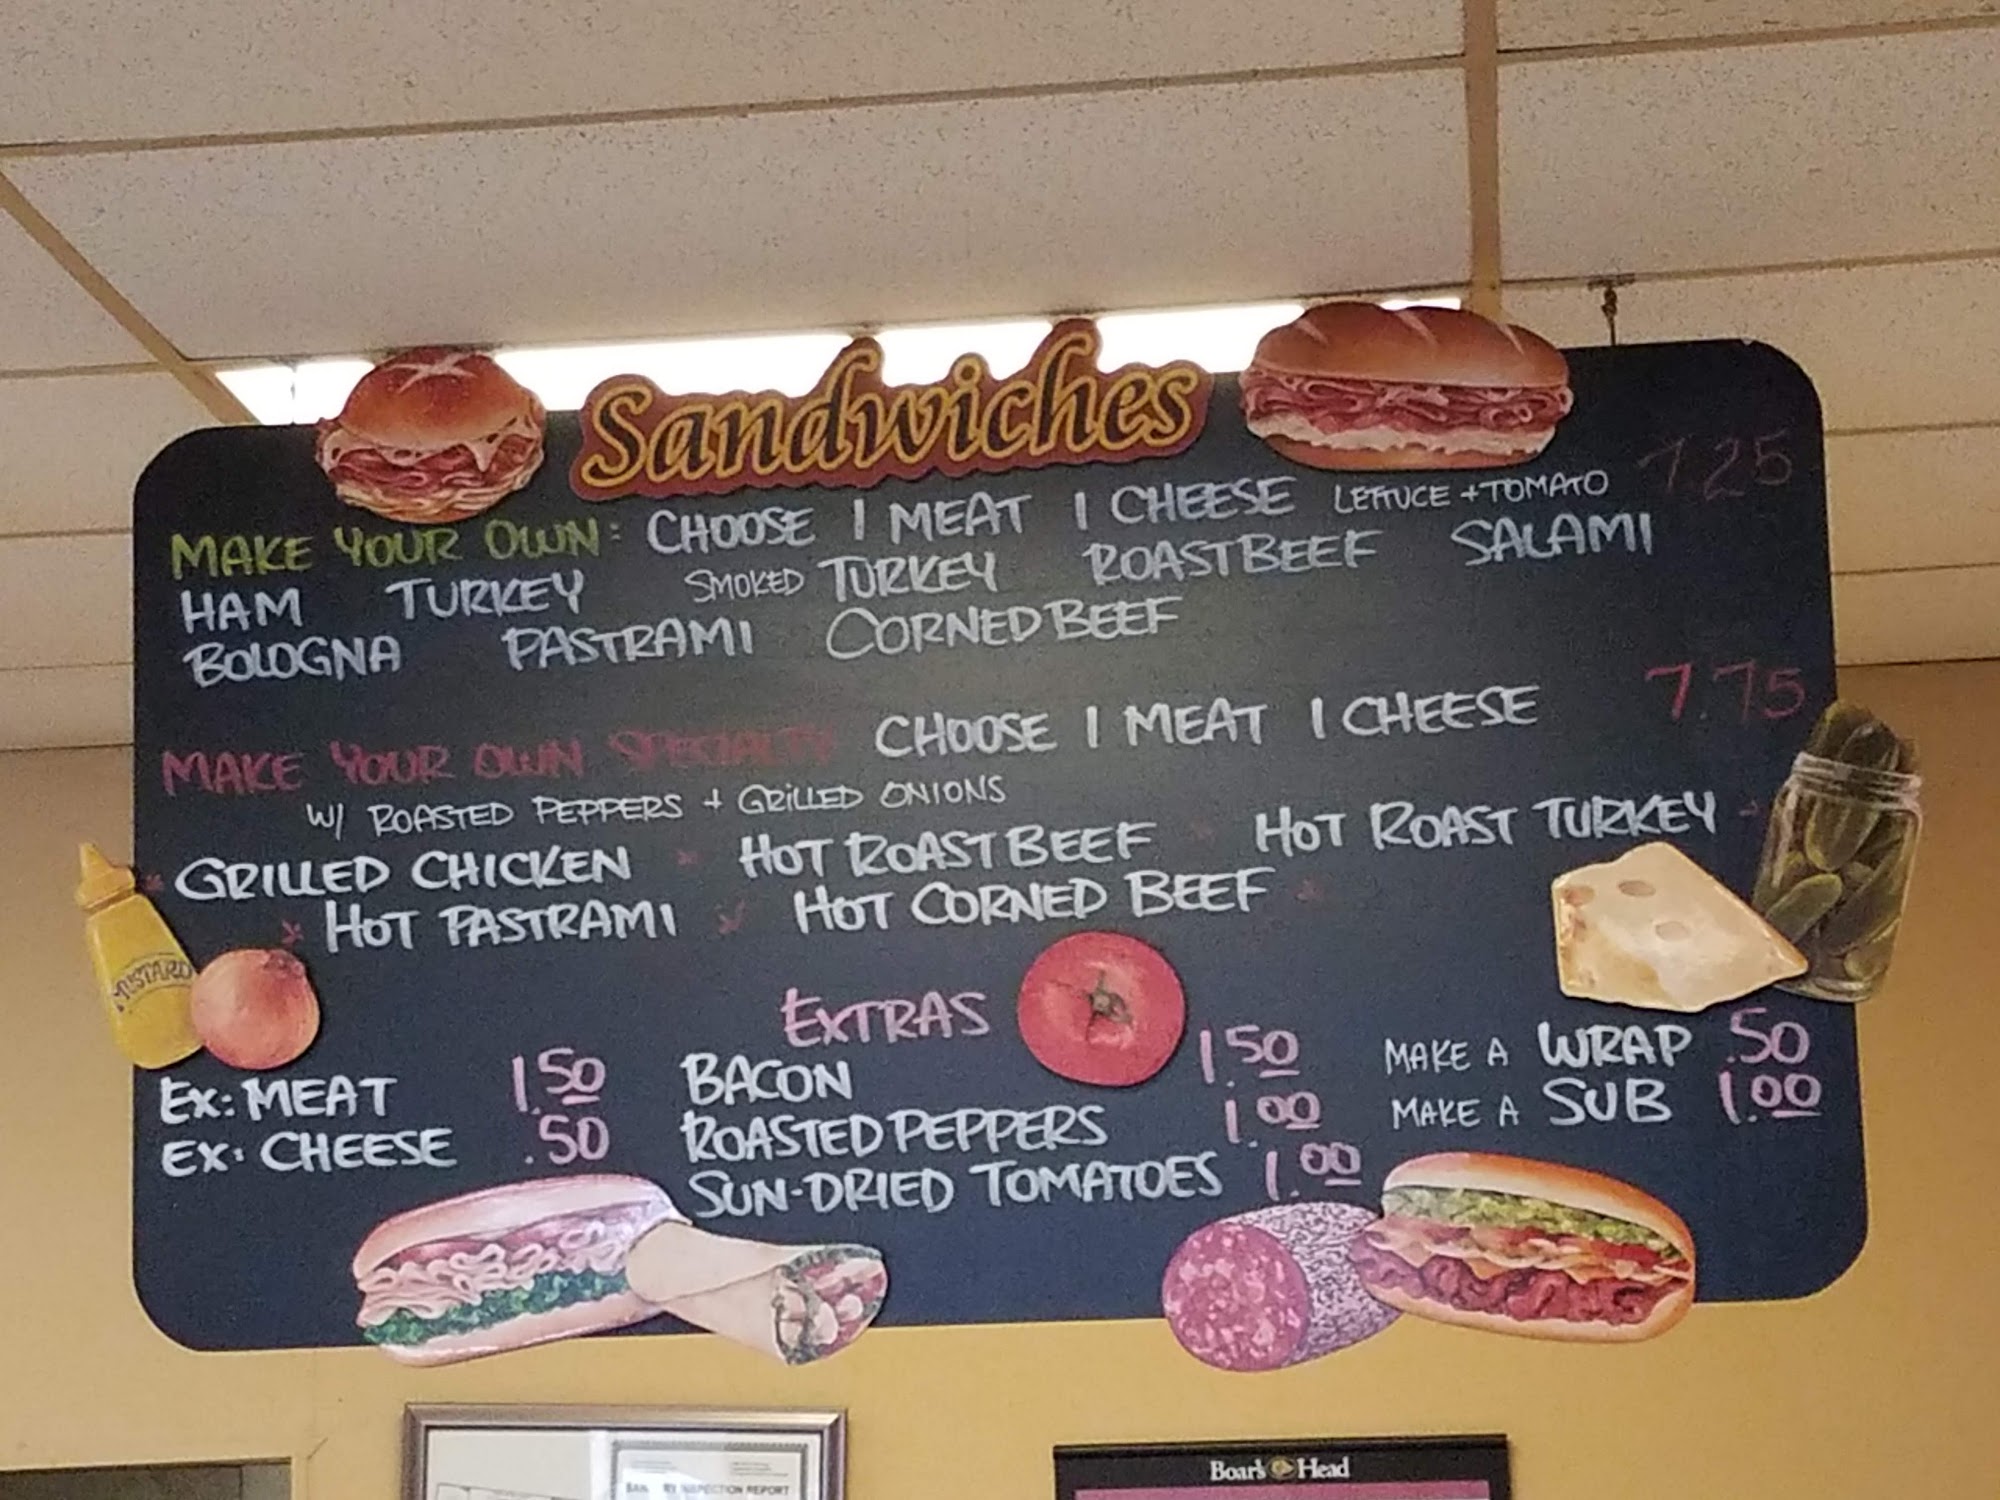 Sandwiches
MAKE YOUR OWN: CHOOSE 1 MEAT 1 CHEESE LETTUCE + TOMATO 7.25
HAM TURKEY SMOKED TURKEY ROAST BEEF SALAMI
BOLOGNA PASTRAMI CORNED BEEF
MAKE YOUR OWN SPECIALTY CHOOSE 1 MEAT 1 CHEESE 7.75
W/ ROASTED PEPPERS + GRILLED ONIONS
GRILLED CHICKEN HOT ROAST BEEF HOT ROAST TURKEY
HOT PASTRAMI HOT CORNED BEEF
MUSTARD
EXTRAS
EX: MEAT 1.50 BACON 1.50 MAKE A WRAP .50
EX: CHEESE .50 ROASTED PEPPERS 1.00 MAKE A SUB 1.00
SUN-DRIED TOMATOES 1.00
INSPECTION REPORT
Boar's Head